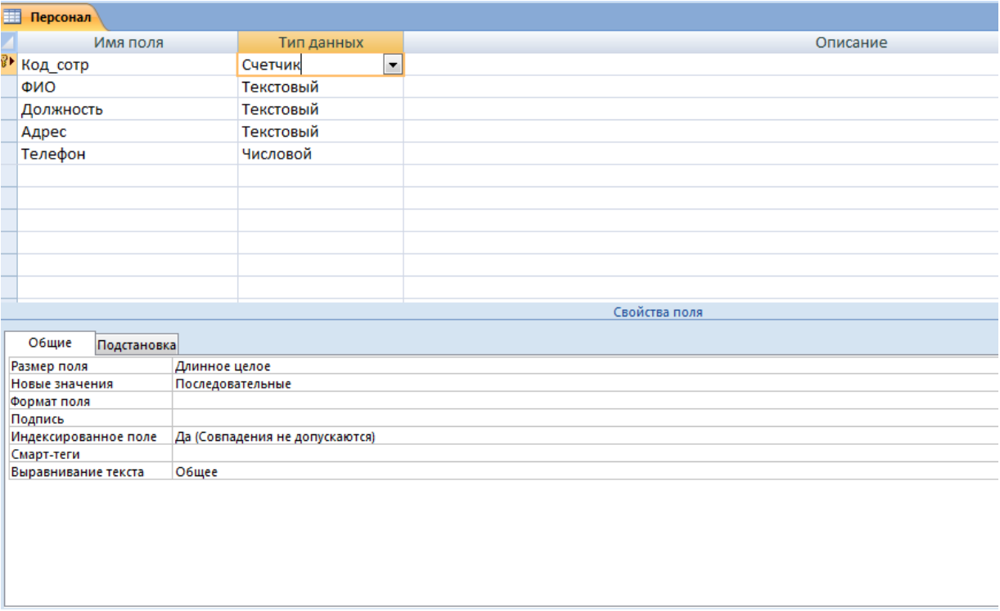 Персонал
Имя поля Тип данных Описание
Код_сотр Счетчик
ФИО Текстовый
Должность Текстовый
Адрес Текстовый
Телефон Числовой
Свойства поля
Общие Подстановка
Размер поля Длинное целое
Новые значения Последовательные
Формат поля
Подпись
Индексированное поле Да (Совпадения не допускаются)
Смарт-теги
Выравнивание текста Общее